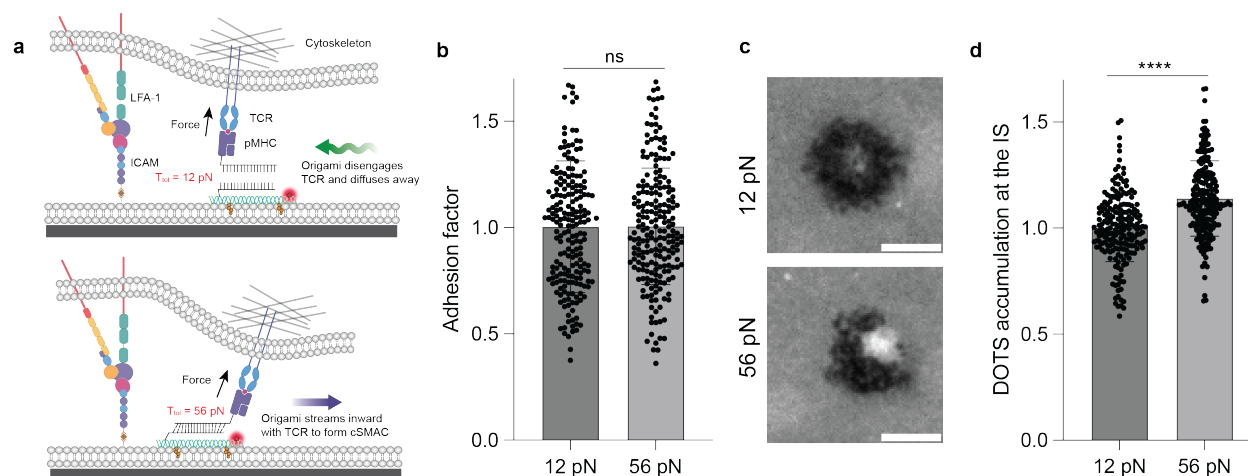 a
Cytoskeleton
LFA-1
TCR
Force
pMHC
ICAM
Ttot = 12 pN
Origami disengages
TCR and diffuses away
Force
Ttot = 56 pN
Origami streams inward
with TCR to form cSMAC
b
ns
Adhesion factor
1.5
1.0
0.5
0.0
12 pN
56 pN
c
12 pN
56 pN
d
****
DOTS accumulation at the IS
1.5
1.0
0.5
0.0
12 pN
56 pN